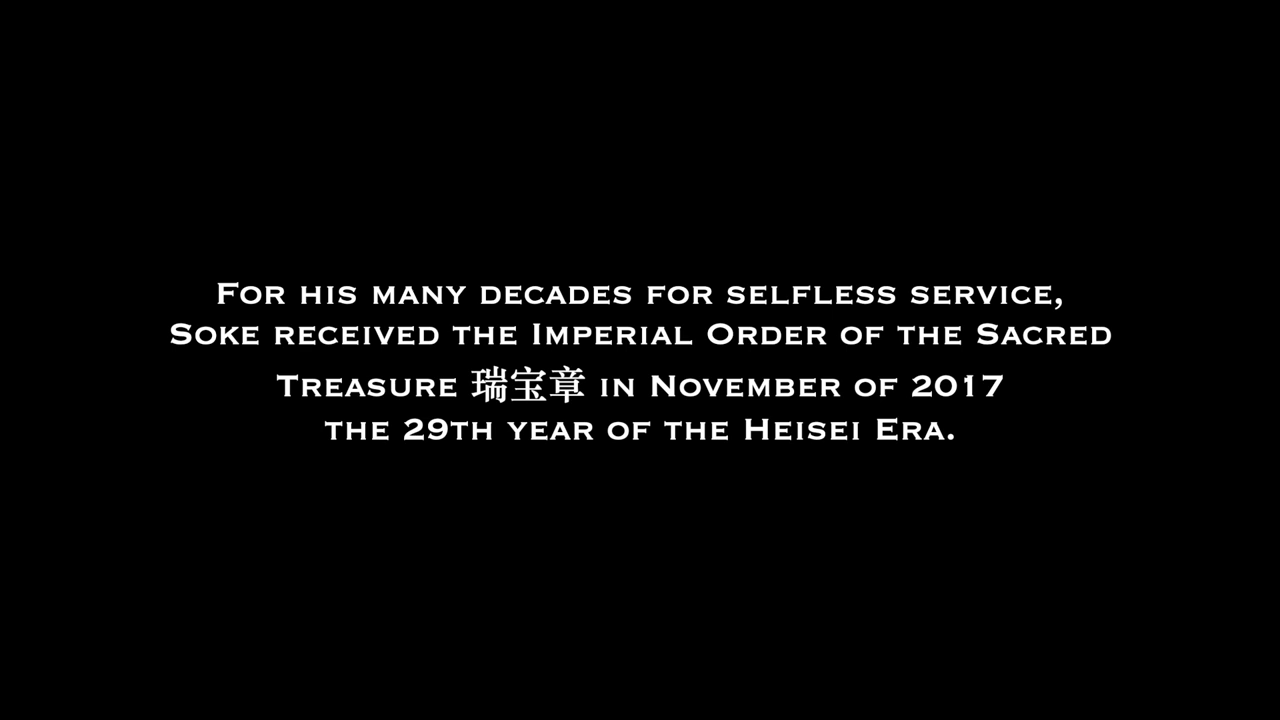 For his many decades for selfless service,
Soke received the Imperial Order of the Sacred
Treasure 瑞宝章 in November of 2017
the 29th year of the Heisei Era.